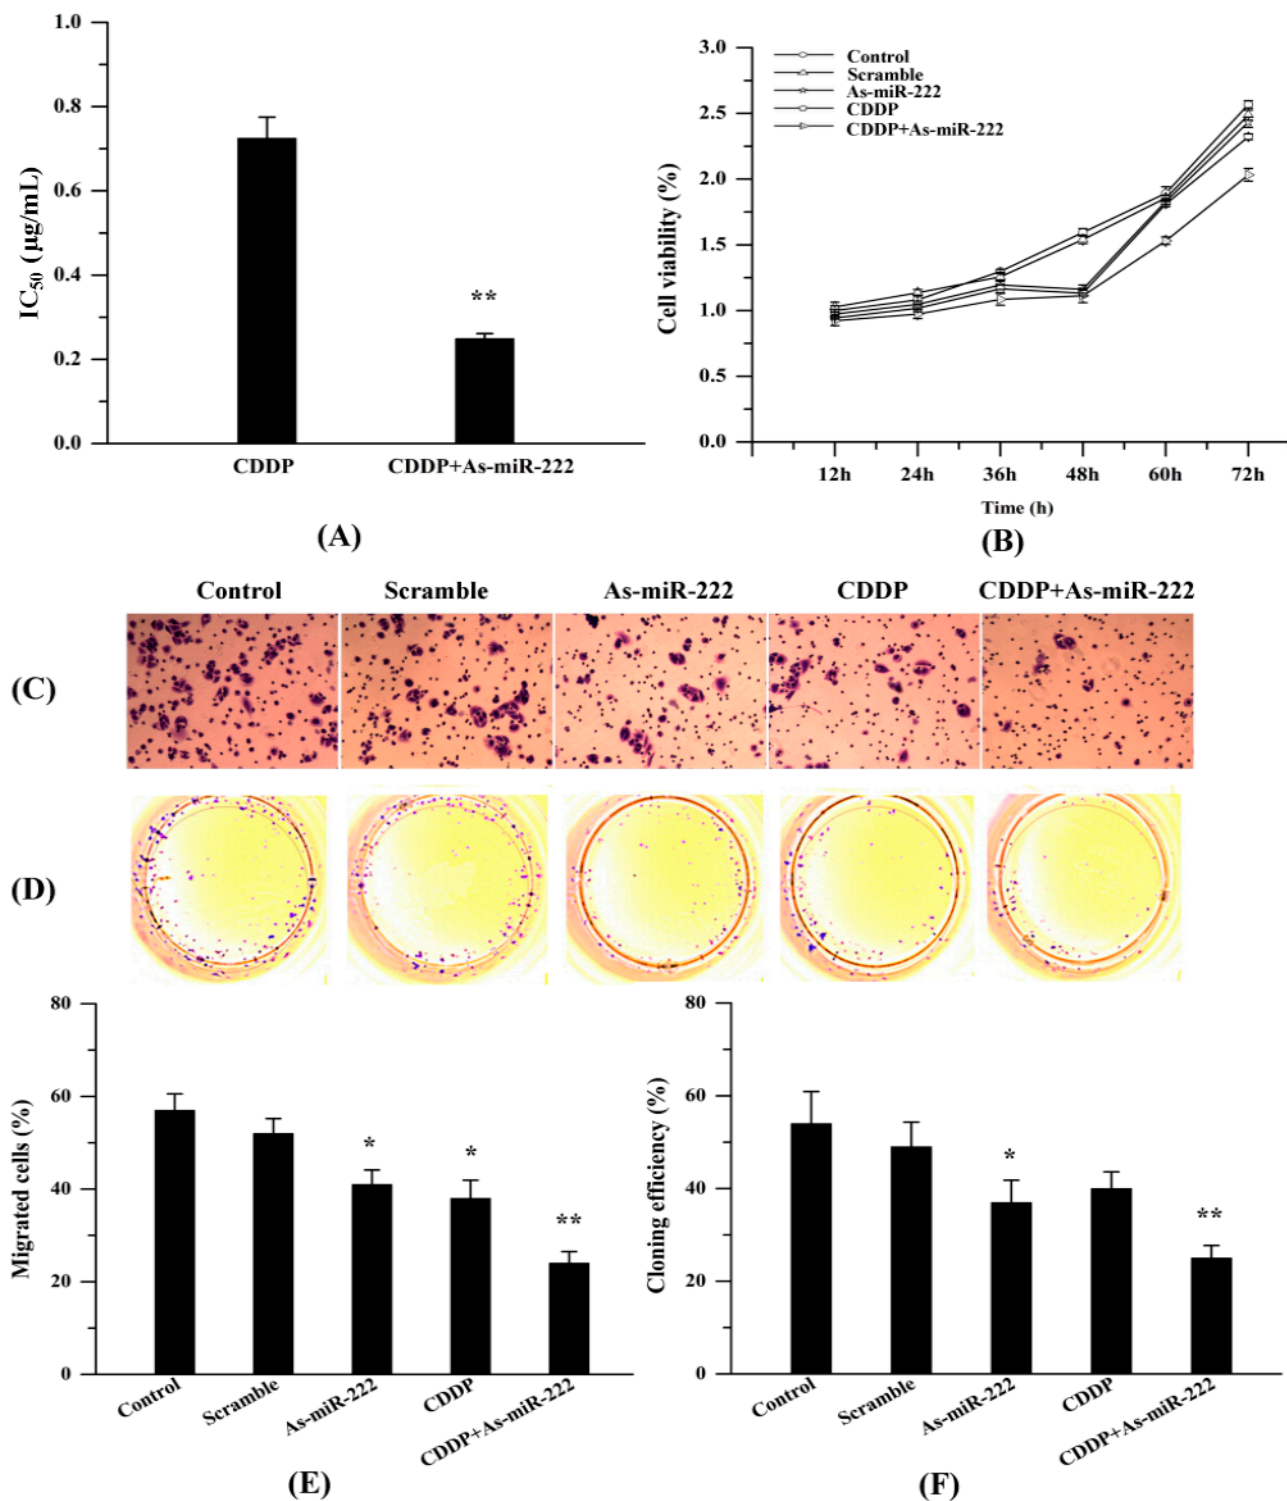 1.0
0.8
0.6
0.4
0.2
0.0
IC50 (μg/mL)
**
CDDP
CDDP+As-miR-222
(A)
3.0
2.5
2.0
1.5
1.0
0.5
0.0
Cell viability (%)
Control
Scramble
As-miR-222
CDDP
CDDP+As-miR-222
12h 24h 36h 48h 60h 72h
Time (h)
(B)
Control Scramble As-miR-222 CDDP CDDP+As-miR-222
(C)
(D)
80
60
40
20
0
Migrated cells (%)
*
*
**
Control
Scramble
As-miR-222
CDDP
CDDP+As-miR-222
(E)
80
60
40
20
0
Cloning efficiency (%)
*
**
Control
Scramble
As-miR-222
CDDP
CDDP+As-miR-222
(F)